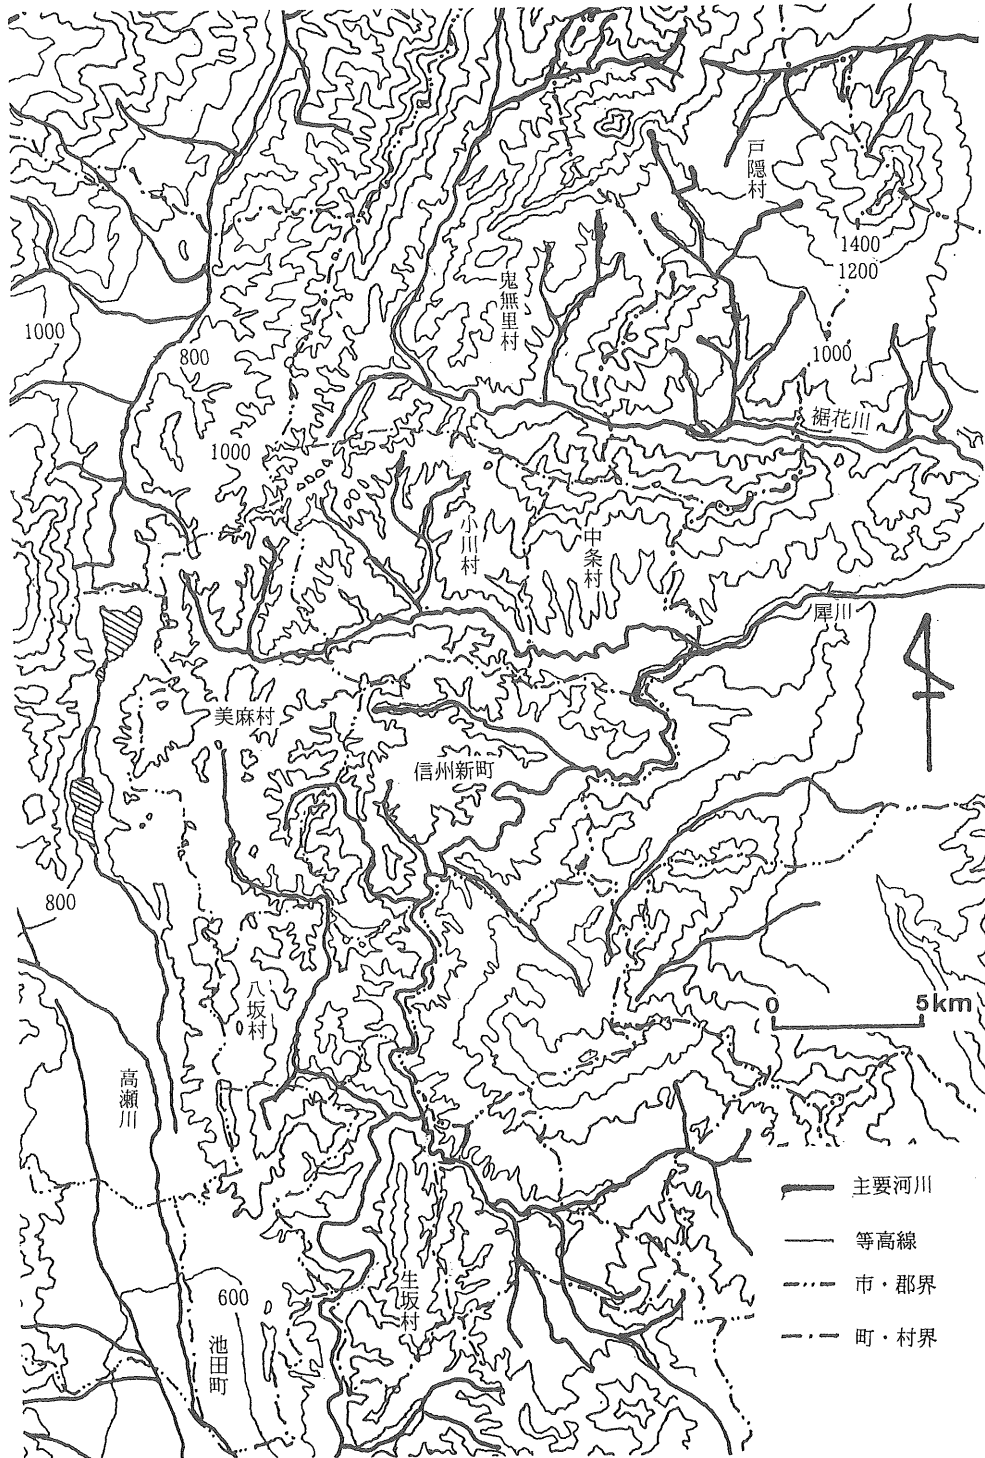 戸隠村
1400
1200
鬼無里村
1000
1000
800
裾花川
1000
小川村
中条村
犀川
美麻村
信州新町
800
八坂村
0 5km
高瀬川
主要河川
等高線
生坂村
市・郡界
600
池田町
町・村界